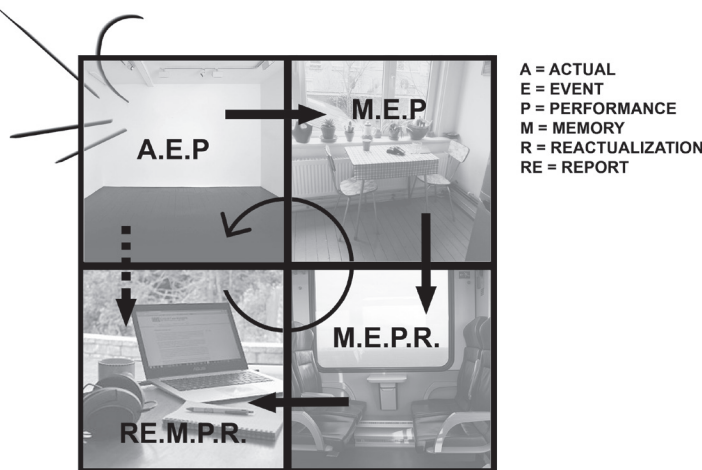 A.E.P
M.E.P
M.E.P.R.
RE.M.P.R.
A = ACTUAL
E = EVENT
P = PERFORMANCE
M = MEMORY
R = REACTUALIZATION
RE = REPORT